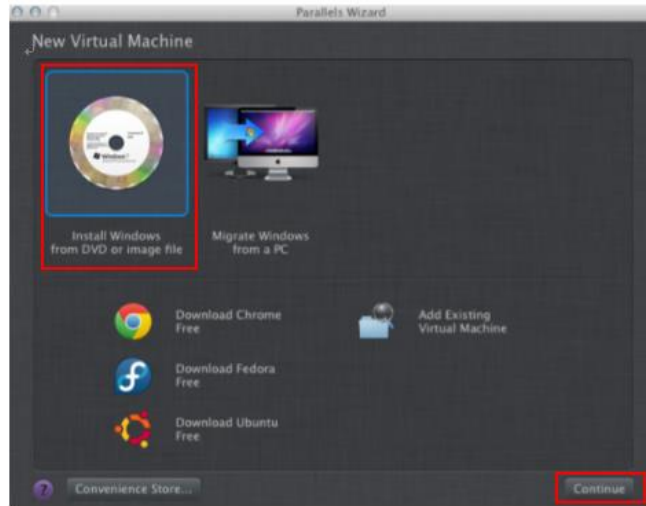 Parallels Wizard
New Virtual Machine
Install Windows
from DVD or image file
Migrate Windows
from a PC
Download Chrome
Free
Add Existing
Virtual Machine
Download Fedora
Free
Download Ubuntu
Free
?
Convenience Store...
Continue